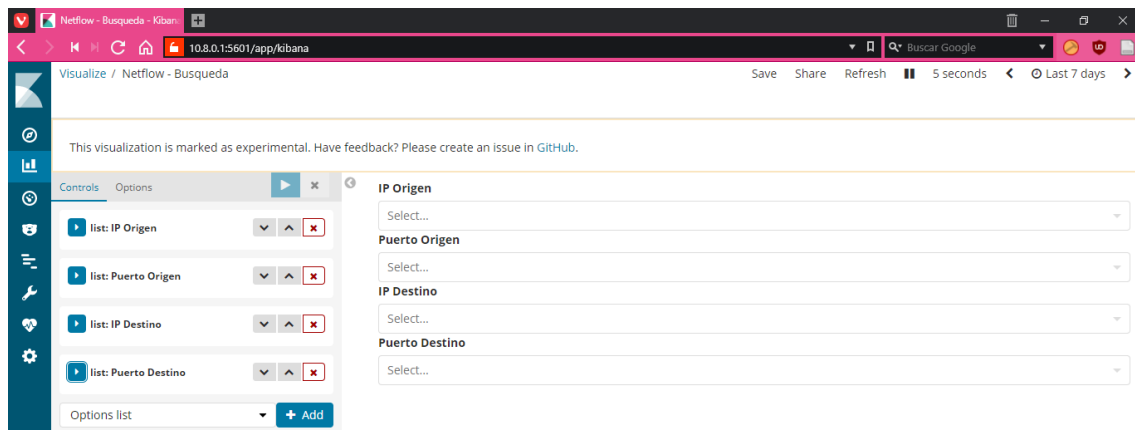 Netflow - Busqueda - Kibana
10.8.0.1:5601/app/kibana
Buscar Google
Visualize / Netflow - Busqueda
Save Share Refresh 5 seconds Last 7 days
This visualization is marked as experimental. Have feedback? Please create an issue in GitHub.
Controls Options
list: IP Origen
list: Puerto Origen
list: IP Destino
list: Puerto Destino
Options list
+ Add
IP Origen
Select...
Puerto Origen
Select...
IP Destino
Select...
Puerto Destino
Select...